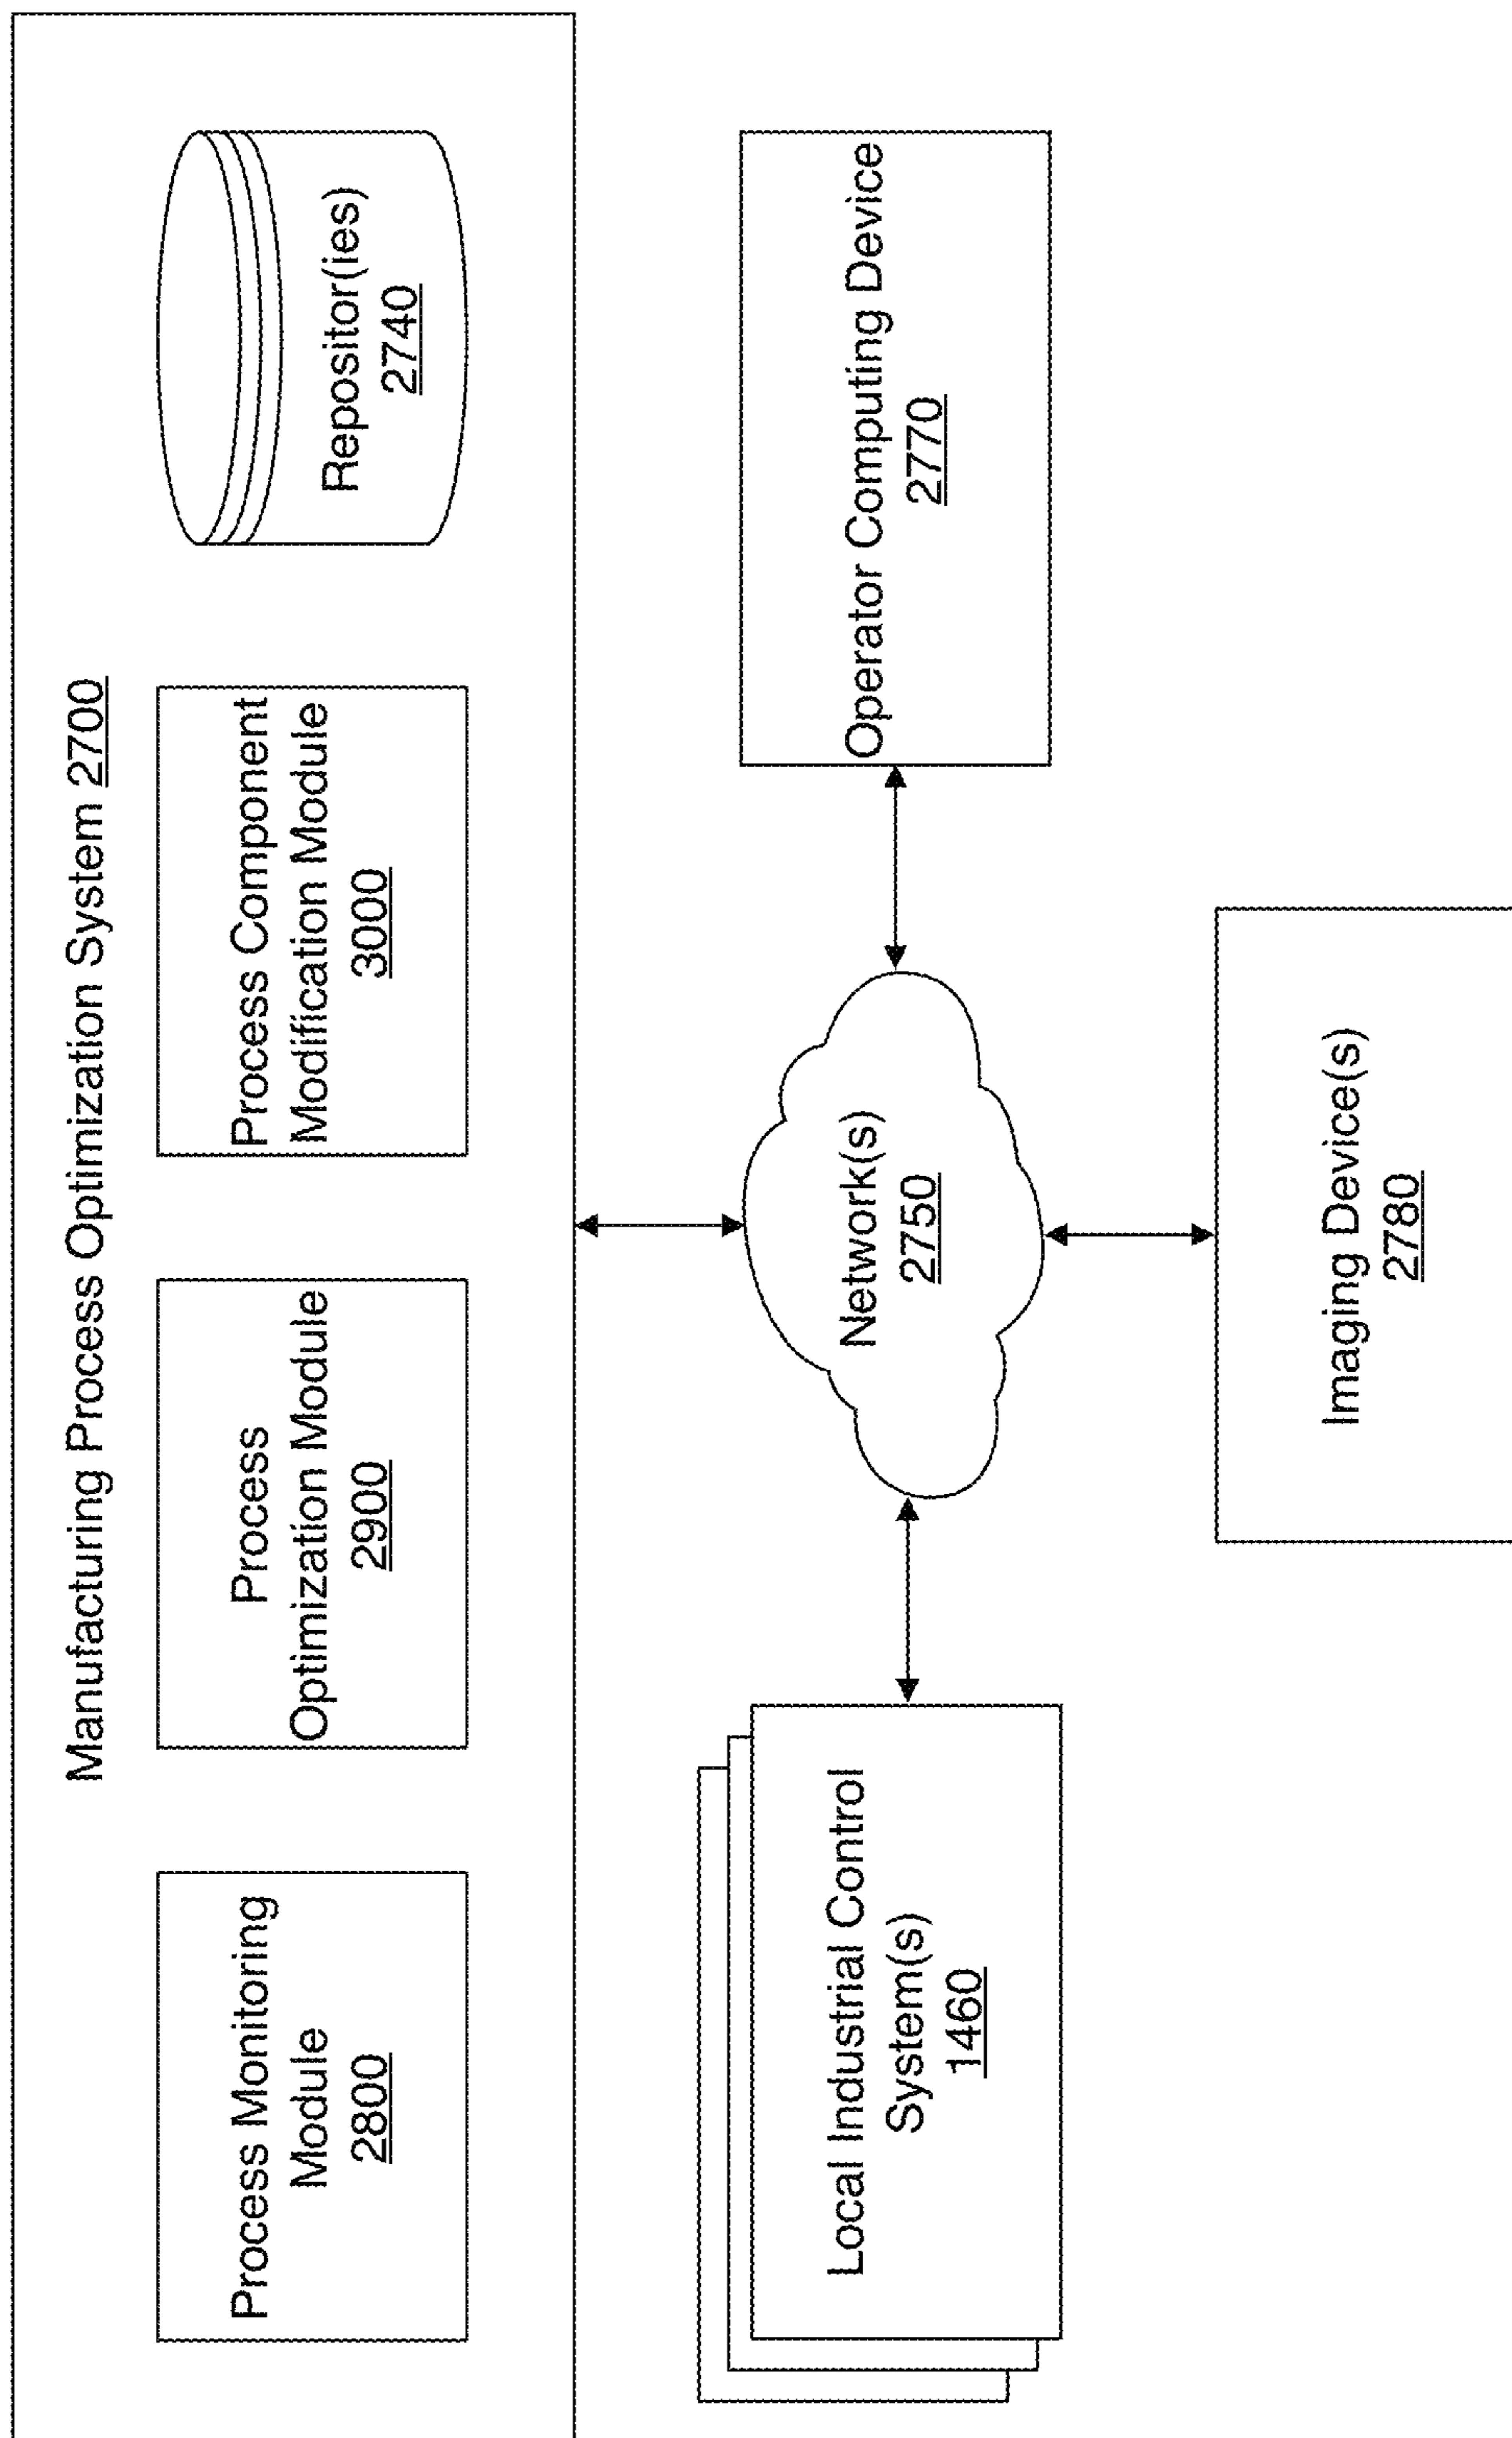 Manufacturing Process Optimization System 2700
Process Monitoring
Module
2800
Process
Optimization Module
2900
Process Component
Modification Module
3000
Repositor(ies)
2740
Local Industrial Control
System(s)
1460
Network(s)
2750
Operator Computing Device
2770
Imaging Device(s)
2780